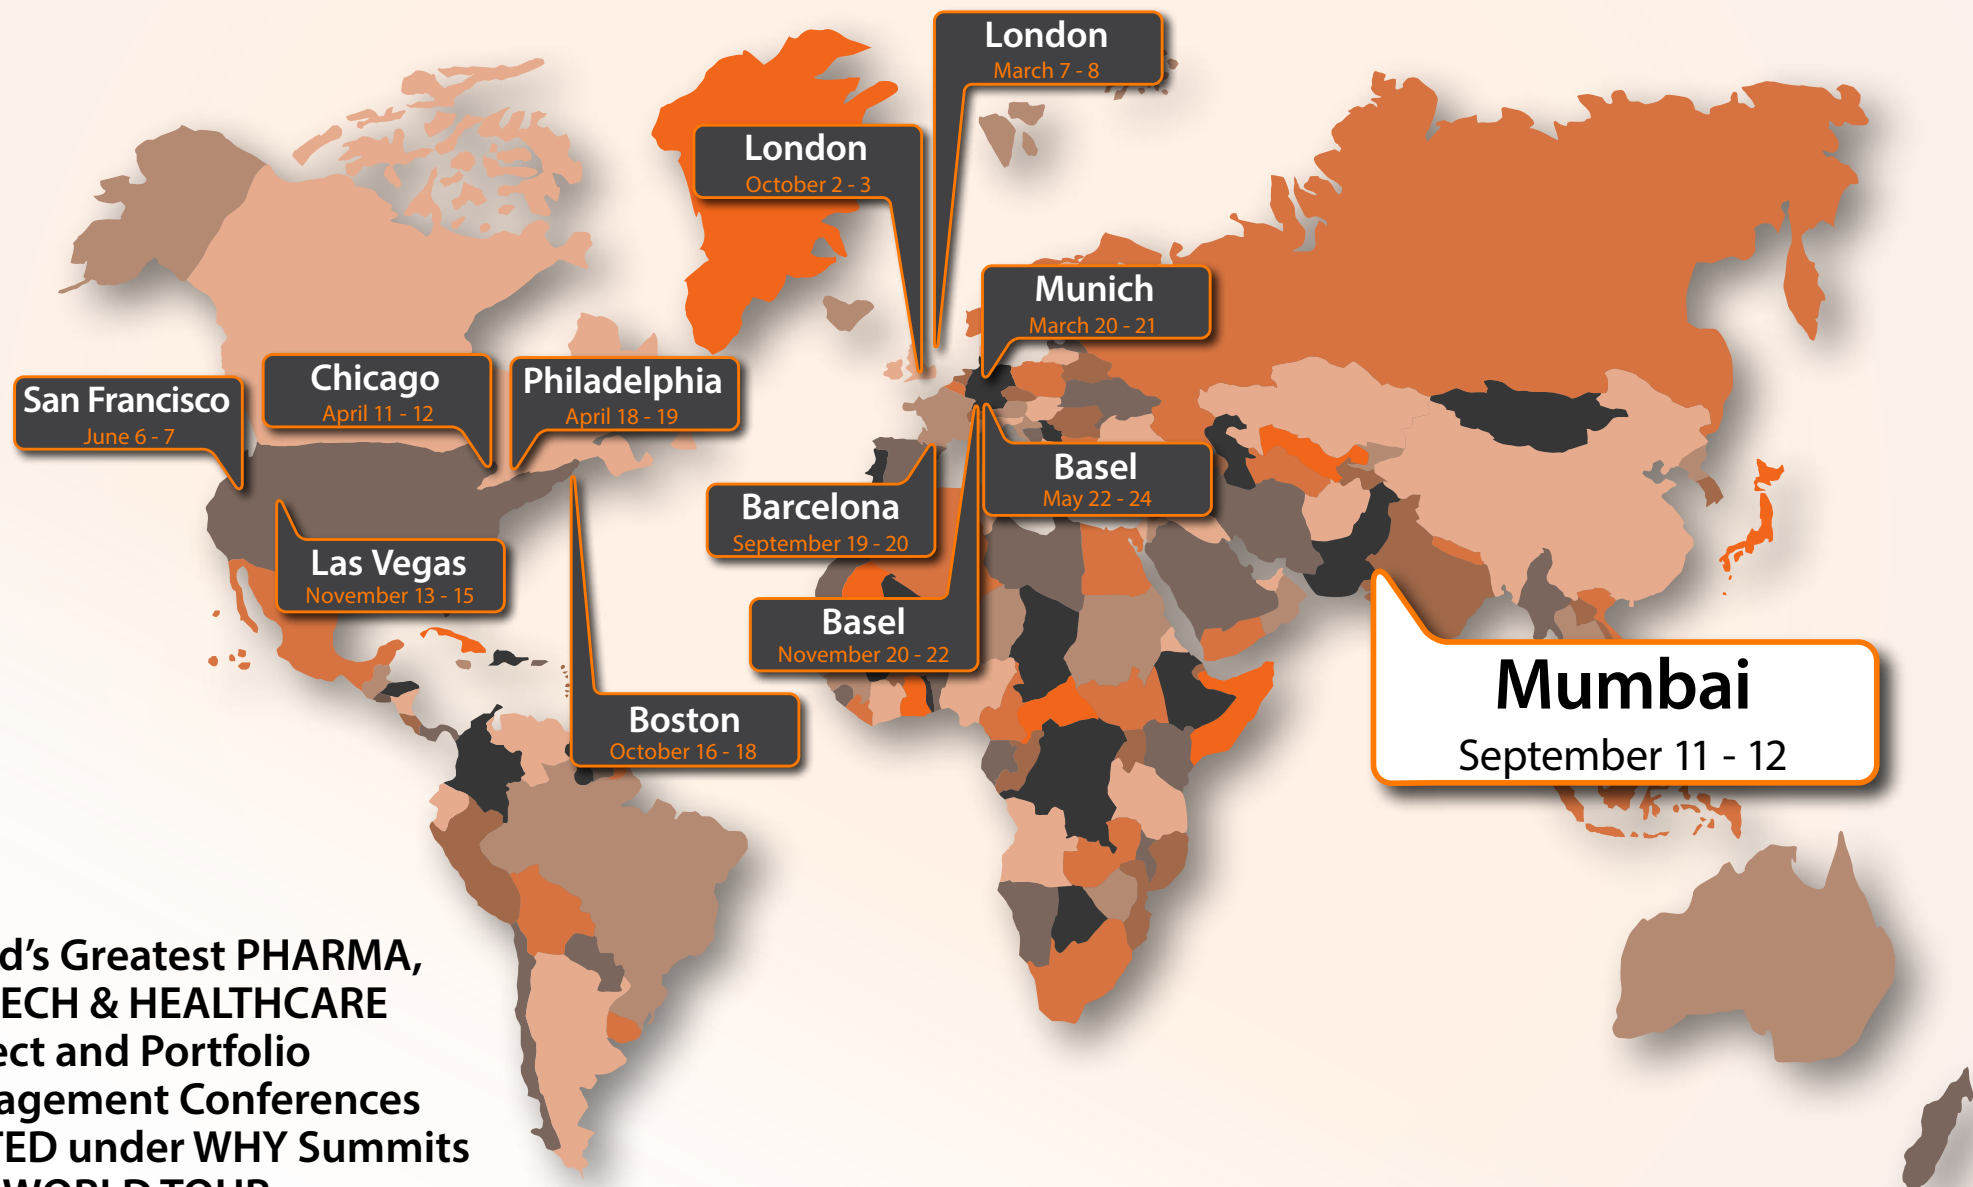 London
March 7 - 8
London
October 2 - 3
Munich
March 20 - 21
San Francisco
June 6 - 7
Chicago
April 11 - 12
Philadelphia
April 18 - 19
Basel
May 22 - 24
Barcelona
September 19 - 20
Las Vegas
November 13 - 15
Basel
November 20 - 22
Boston
October 16 - 18
Mumbai
September 11 - 12
d's Greatest PHARMA,
ECH & HEALTHCARE
ect and Portfolio
agement Conferences
TED under WHY Summits
WORLD TOUR